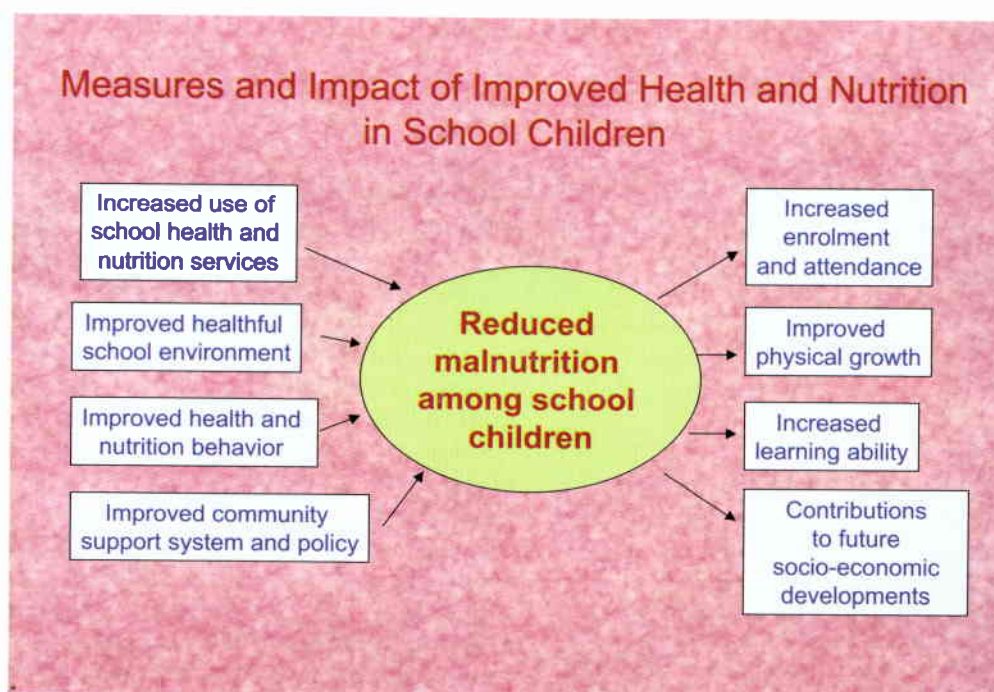 Measures and Impact of Improved Health and Nutrition
in School Children
Increased use of
school health and
nutrition services
Improved healthful
school environment
Improved health and
nutrition behavior
Improved community
support system and policy
Reduced
malnutrition
among school
children
Increased
enrolment
and attendance
Improved
physical growth
Increased
learning ability
Contributions
to future
socio-economic
developments